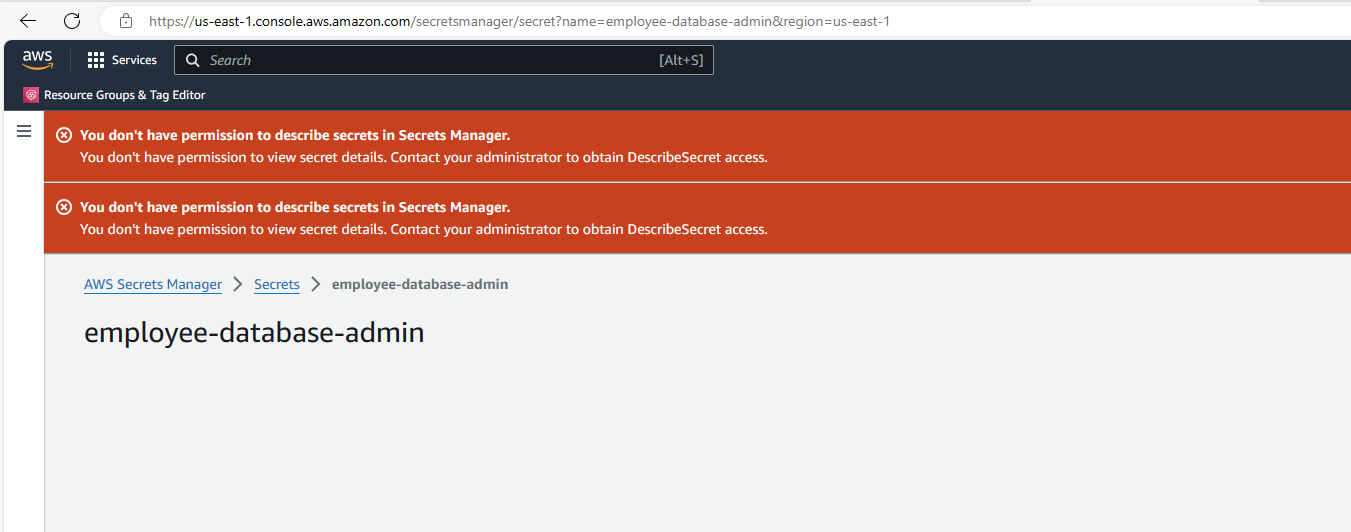 https://us-east-1.console.aws.amazon.com/secretsmanager/secret?name=employee-database-admin&region=us-east-1
aws Services Search [Alt+S]
Resource Groups & Tag Editor
You don't have permission to describe secrets in Secrets Manager.
You don't have permission to view secret details. Contact your administrator to obtain DescribeSecret access.
You don't have permission to describe secrets in Secrets Manager.
You don't have permission to view secret details. Contact your administrator to obtain DescribeSecret access.
AWS Secrets Manager Secrets employee-database-admin
employee-database-admin